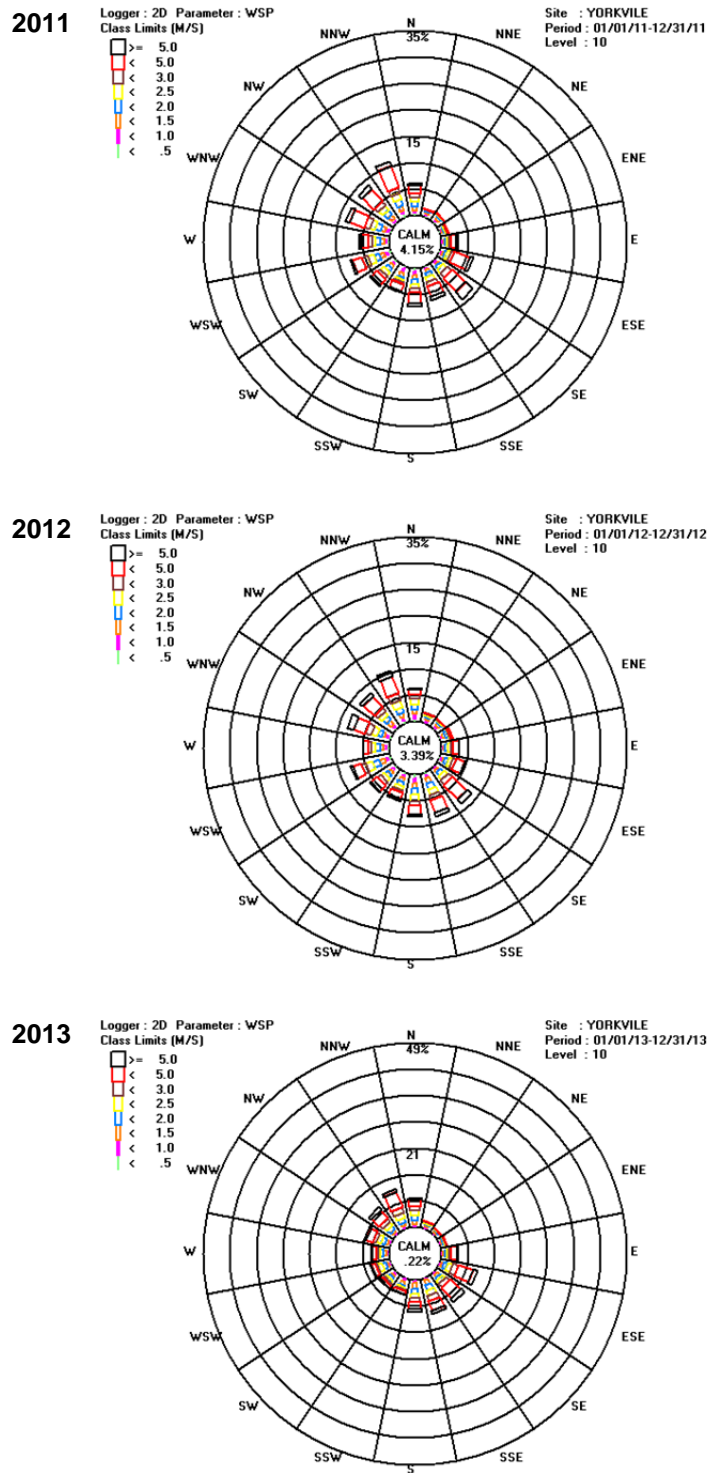 2011
Logger : 2D Parameter : WSP
Class Limits (M/S)
>= 5.0
< 5.0
< 3.0
< 2.5
< 2.0
< 1.5
< 1.0
< .5
Site : YORKVILE
Period : 01/01/11-12/31/11
Level : 10
N
35%
NNW
NNE
NW
NE
15
WNW
ENE
W
CALM
4.15%
E
WSW
ESE
SW
SE
SSW
SSE
S
2012
Logger : 2D Parameter : WSP
Class Limits (M/S)
>= 5.0
< 5.0
< 3.0
< 2.5
< 2.0
< 1.5
< 1.0
< .5
Site : YORKVILE
Period : 01/01/12-12/31/12
Level : 10
N
35%
NNW
NNE
NW
NE
15
WNW
ENE
W
CALM
3.39%
E
WSW
ESE
SW
SE
SSW
SSE
S
2013
Logger : 2D Parameter : WSP
Class Limits (M/S)
>= 5.0
< 5.0
< 3.0
< 2.5
< 2.0
< 1.5
< 1.0
< .5
Site : YORKVILE
Period : 01/01/13-12/31/13
Level : 10
N
49%
NNW
NNE
NW
NE
21
WNW
ENE
W
CALM
.22%
E
WSW
ESE
SW
SE
SSW
SSE
S